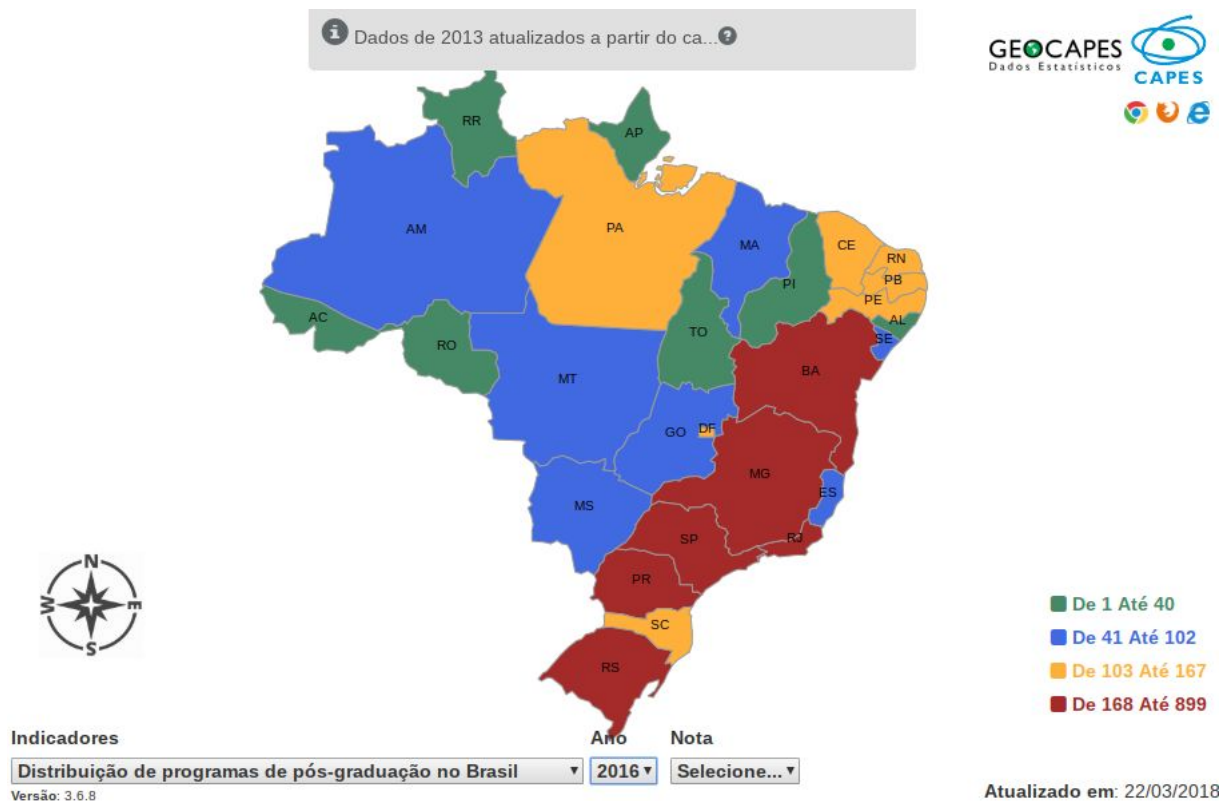 Dados de 2013 atualizados a partir do ca...
GEOCAPES
Dados Estatísticos
CAPES
RR
AP
AM
PA
MA
CE
RN
PB
PI
PE
AL
SE
AC
RO
TO
BA
MT
GO
DF
MG
MS
ES
SP
RJ
PR
SC
RS
N
W
E
S
De 1 Até 40
De 41 Até 102
De 103 Até 167
De 168 Até 899
Indicadores
Ano
Nota
Distribuição de programas de pós-graduação no Brasil
2016
Selecione...
Versão: 3.6.8
Atualizado em: 22/03/2018